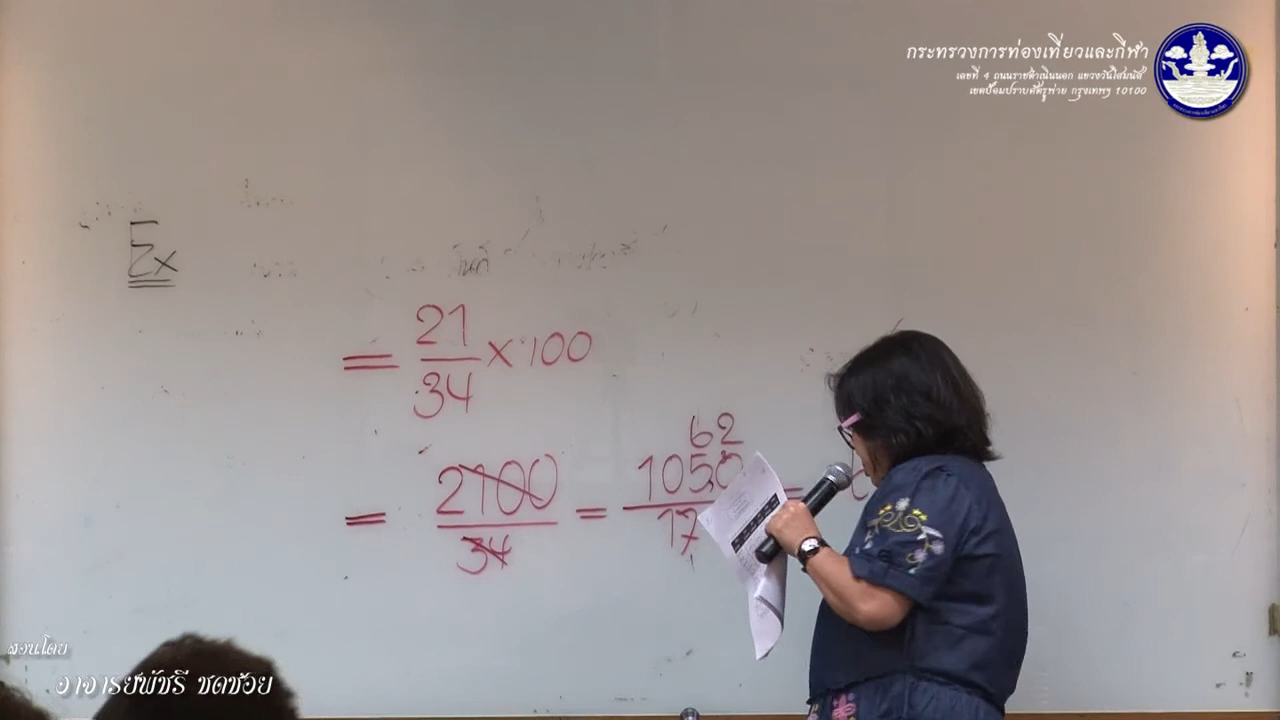 กระทรวงการท่องเที่ยวและกีฬา
เลขที่ 4 ถนนราชดำเนินนอก แขวงวัดโสมนัส
เขตป้อมปราบศัตรูพ่าย กรุงเทพฯ 10100
Ex
= 21/34 × 100
= 2100/34 = 1050/17 =
62
สอนโดย
อาจารย์พัชรี ชดช้อย